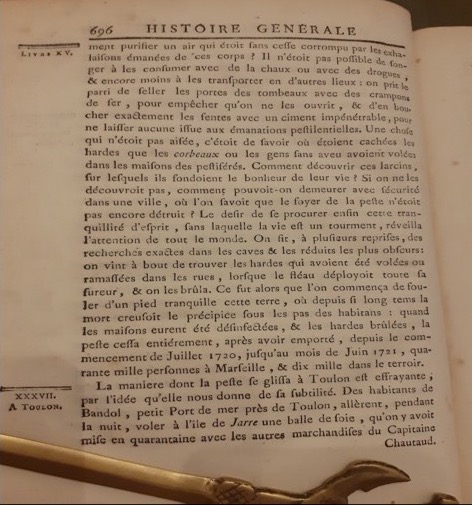 696 HISTOIRE GENERALE
LIVRE XV.
ment purifier un air qui étoit sans cesse corrompu par les exha-
laisons émanées de ces corps ? Il n'étoit pas possible de son-
ger à les consumer avec de la chaux ou avec des drogues,
& encore moins à les transporter en d'autres lieux : on prit le
parti de seller les portes des tombeaux avec des crampons
de fer, pour empêcher qu'on ne les ouvrît, & d'en bou-
cher exactement les fentes avec un ciment impénétrable, pour
ne laisser aucune issue aux émanations pestilentielles. Une chose
qui n'étoit pas aisée, c'étoit de savoir où étoient cachées les
hardes que les corbeaux ou les gens sans aveu avoient volées
dans les maisons des pestiférés. Comment découvrir ces larcins,
sur lesquels ils fondoient le bonheur de leur vie ? Si on ne les
découvroit pas, comment pouvoit-on demeurer avec sécurité
dans une ville, où l'on savoit que le foyer de la peste n'étoit
pas encore détruit ? Le desir de se procurer enfin cette tran-
quillité d'esprit, sans laquelle la vie est un tourment, réveilla
l'attention de tout le monde. On fit, à plusieurs reprises, des
recherches exactes dans les caves & les réduits les plus obscurs:
on vint à bout de trouver les hardes qui avoient été volées ou
ramassées dans les rues, lorsque le fléau déployoit toute sa
fureur, & on les brûla. Ce fut alors que l'on commença de fou-
ler d'un pied tranquille cette terre, où depuis si long tems la
mort creusoit le précipice sous les pas des habitans : quand
les maisons eurent été désinfectées, & les hardes brûlées, la
peste cessa entiérement, après avoir emporté, depuis le com-
mencement de Juillet 1720, jusqu'au mois de Juin 1721, qua-
rante mille personnes à Marseille, & dix mille dans le terroir.
XXXVII.
A TOULON.
La maniere dont la peste se glissa à Toulon est effrayante,
par l'idée qu'elle nous donne de sa subtilité. Des habitans de
Bandol, petit Port de mer près de Toulon, allèrent, pendant
la nuit, voler à l'île de Jarre une balle de soie, qu'on y avoit
mise en quarantaine avec les autres marchandises du Capitaine
Chautaud.